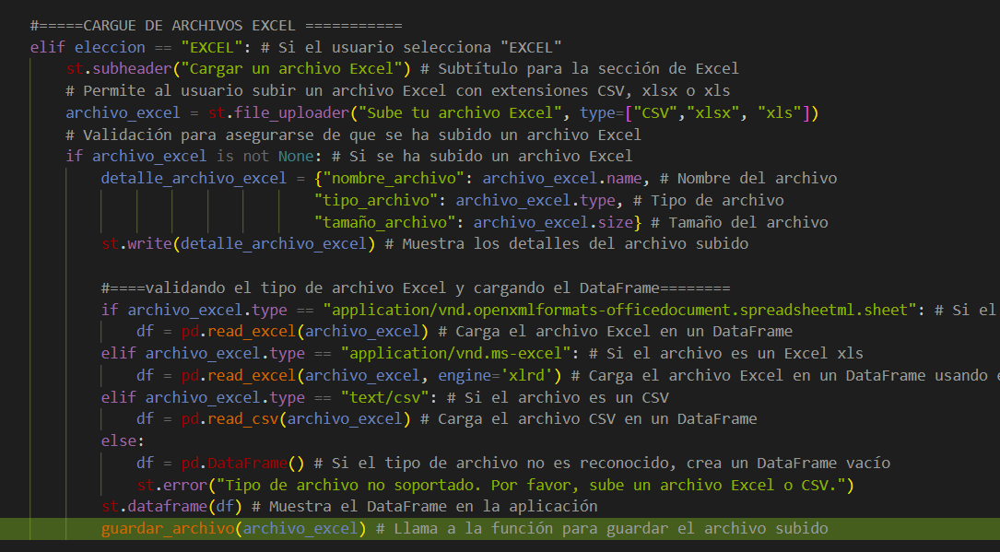 #=====CARGUE DE ARCHIVOS EXCEL ===========
elif eleccion == "EXCEL": # Si el usuario selecciona "EXCEL"
    st.subheader("Cargar un archivo Excel") # Subtítulo para la sección de Excel
    # Permite al usuario subir un archivo Excel con extensiones CSV, xlsx o xls
    archivo_excel = st.file_uploader("Sube tu archivo Excel", type=["CSV","xlsx", "xls"])
    # Validación para asegurarse de que se ha subido un archivo Excel
    if archivo_excel is not None: # Si se ha subido un archivo Excel
        detalle_archivo_excel = {"nombre_archivo": archivo_excel.name, # Nombre del archivo
                                "tipo_archivo": archivo_excel.type, # Tipo de archivo
                                "tamaño_archivo": archivo_excel.size} # Tamaño del archivo
        st.write(detalle_archivo_excel) # Muestra los detalles del archivo subido
        #====validando el tipo de archivo Excel y cargando el DataFrame========
        if archivo_excel.type == "application/vnd.openxmlformats-officedocument.spreadsheetml.sheet": # Si el
            df = pd.read_excel(archivo_excel) # Carga el archivo Excel en un DataFrame
        elif archivo_excel.type == "application/vnd.ms-excel": # Si el archivo es un Excel xls
            df = pd.read_excel(archivo_excel, engine='xlrd') # Carga el archivo Excel en un DataFrame usando
        elif archivo_excel.type == "text/csv": # Si el archivo es un CSV
            df = pd.read_csv(archivo_excel) # Carga el archivo CSV en un DataFrame
        else:
            df = pd.DataFrame() # Si el tipo de archivo no es reconocido, crea un DataFrame vacío
            st.error("Tipo de archivo no soportado. Por favor, sube un archivo Excel o CSV.")
        st.dataframe(df) # Muestra el DataFrame en la aplicación
        guardar_archivo(archivo_excel) # Llama a la función para guardar el archivo subido